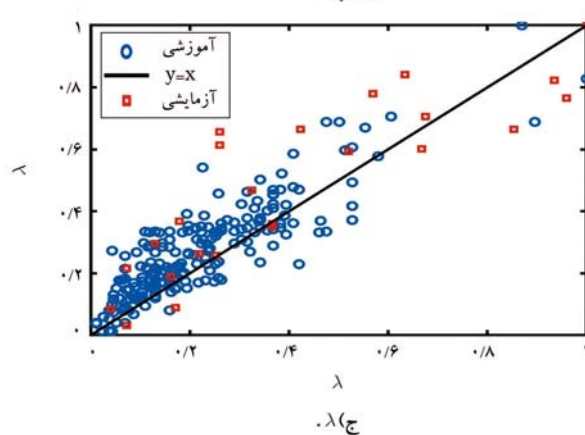 ۱
۰/۸
۰/۶
۰/۴
۰/۲
۰
آموزشی
y=x
آزمایشی
λ
۰ ۰/۲ ۰/۴ ۰/۶ ۰/۸
λ
ج) λ.